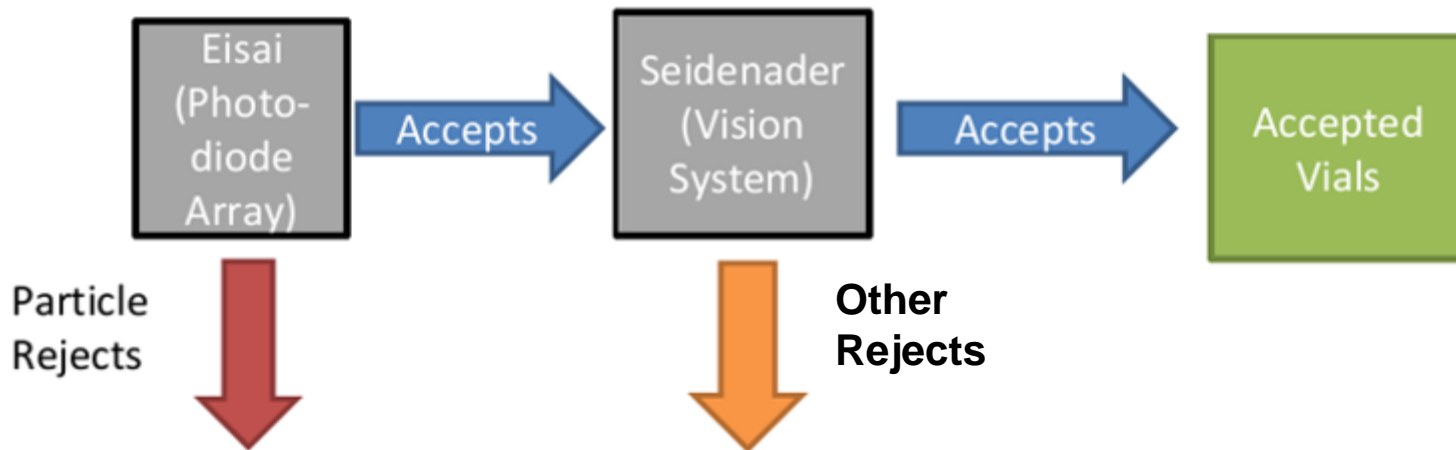 Eisai
(Photo-
diode
Array)
Accepts
Seidenader
(Vision
System)
Accepts
Accepted
Vials
Particle
Rejects
Other
Rejects